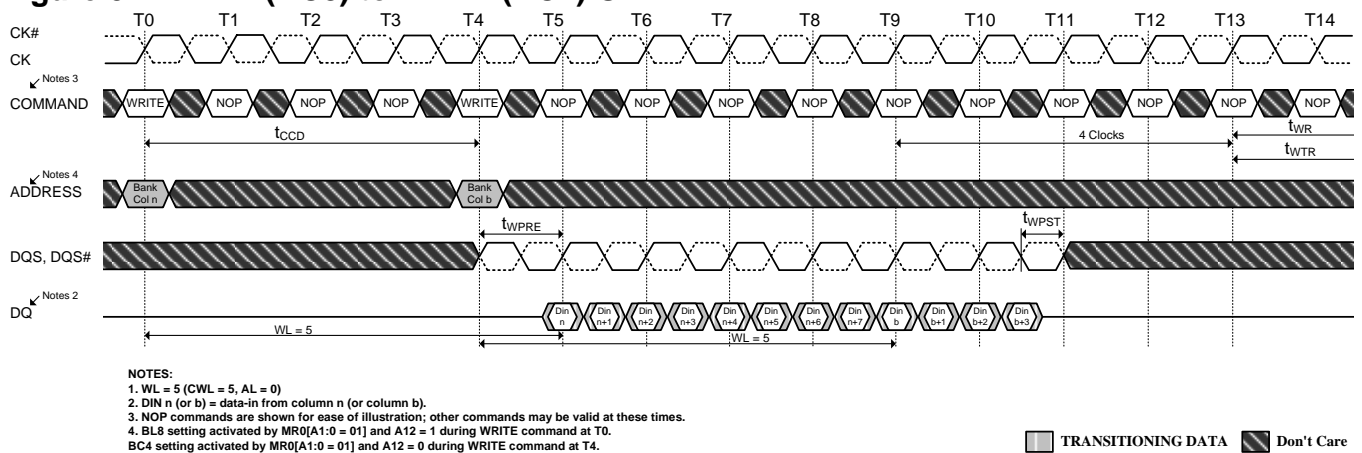 T0 T1 T2 T3 T4 T5 T6 T7 T8 T9 T10 T11 T12 T13 T14
CK#
CK
Notes 3
COMMAND WRITE NOP NOP NOP WRITE NOP NOP NOP NOP NOP NOP NOP NOP NOP NOP
tCCD 4 Clocks tWR
tWTR
Notes 4
ADDRESS
Bank Col n
Bank Col b
tWPRE tWPST
DQS, DQS#
Notes 2
DQ
Din n Din n+1 Din n+2 Din n+3 Din n+4 Din n+5 Din n+6 Din n+7 Din b Din b+1 Din b+2 Din b+3
WL = 5 WL = 5
NOTES:
1. WL = 5 (CWL = 5, AL = 0)
2. DIN n (or b) = data-in from column n (or column b).
3. NOP commands are shown for ease of illustration; other commands may be valid at these times.
4. BL8 setting activated by MR0[A1:0 = 01] and A12 = 1 during WRITE command at T0.
BC4 setting activated by MR0[A1:0 = 01] and A12 = 0 during WRITE command at T4.
TRANSITIONING DATA Don't Care